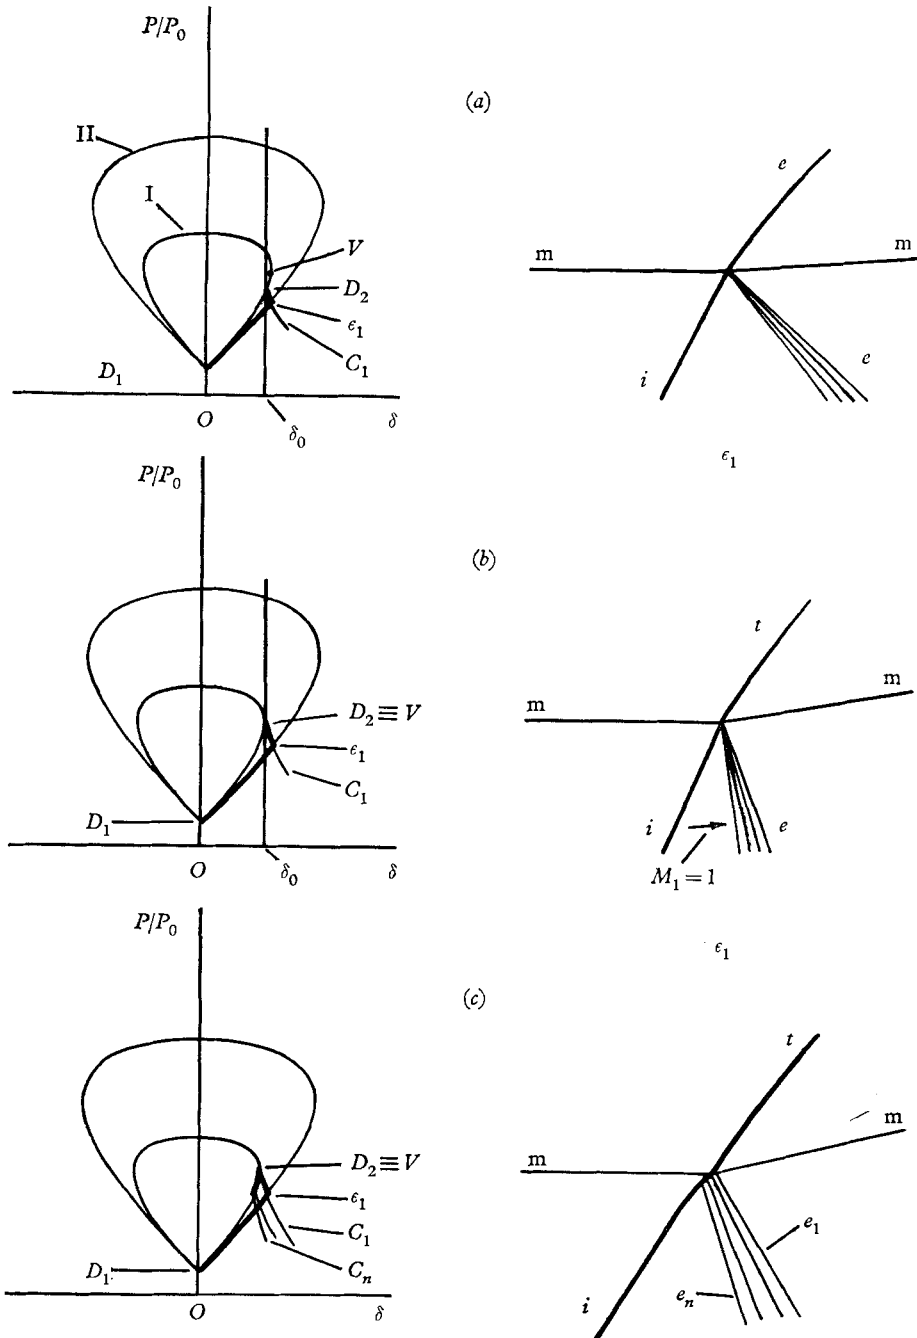 P/P₀
(a)
II
I
e
V
m
m
D₂
ϵ₁
e
C₁
D₁
i
O
δ₀
δ
ϵ₁
P/P₀
(b)
t
m
D₂ ≡ V
m
ϵ₁
C₁
D₁
i
e
O
δ₀
δ
M₁ = 1
ϵ₁
P/P₀
(c)
t
m
D₂ ≡ V
m
ϵ₁
C₁
e₁
D₁
Cₙ
eₙ
i
O
δ